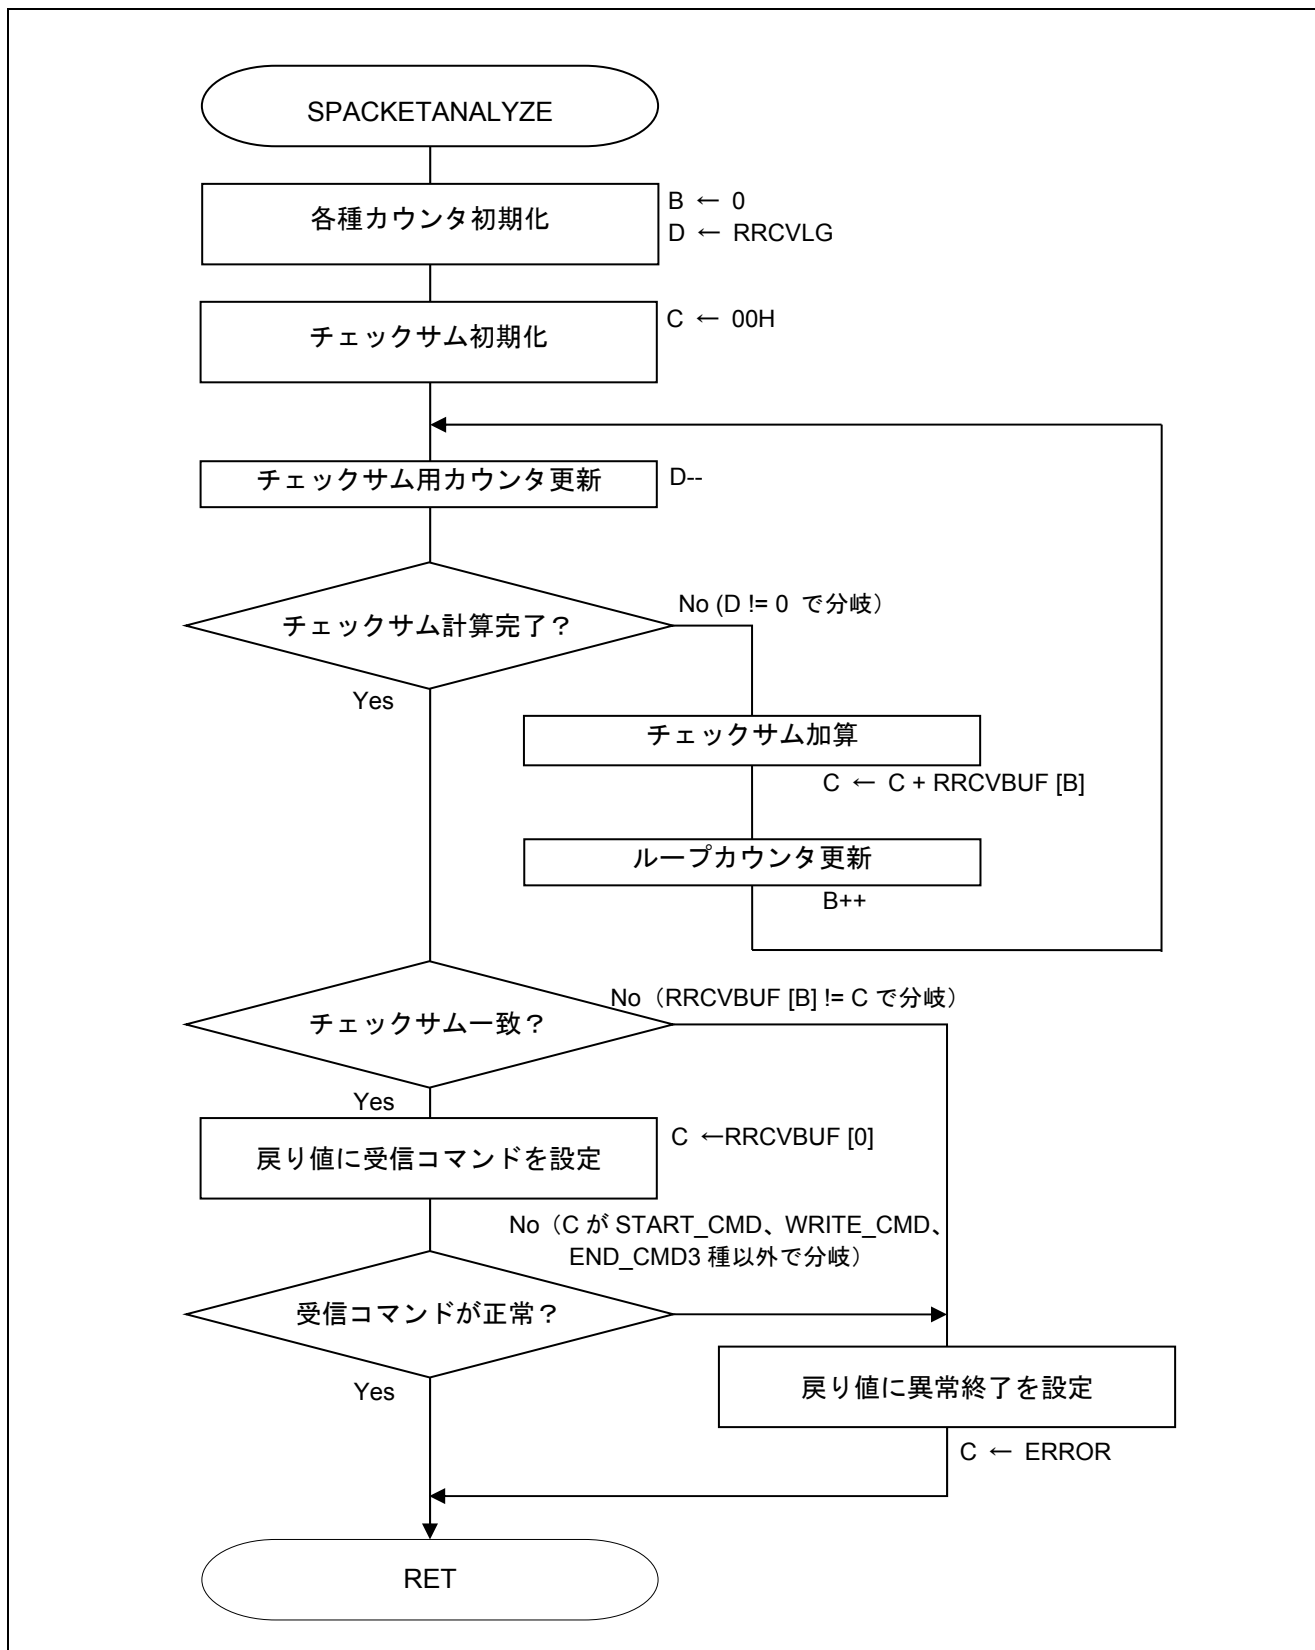 SPACKETANALYZE
各種カウンタ初期化
B ← 0
D ← RRCVLG
チェックサム初期化
C ← 00H
チェックサム用カウンタ更新
D--
チェックサム計算完了？
No (D != 0 で分岐）
Yes
チェックサム加算
C ← C + RRCVBUF [B]
ループカウンタ更新
B++
チェックサム一致？
No（RRCVBUF [B] != C で分岐）
Yes
戻り値に受信コマンドを設定
C ←RRCVBUF [0]
No（C が START_CMD、WRITE_CMD、
END_CMD3 種以外で分岐）
受信コマンドが正常？
Yes
戻り値に異常終了を設定
C ← ERROR
RET